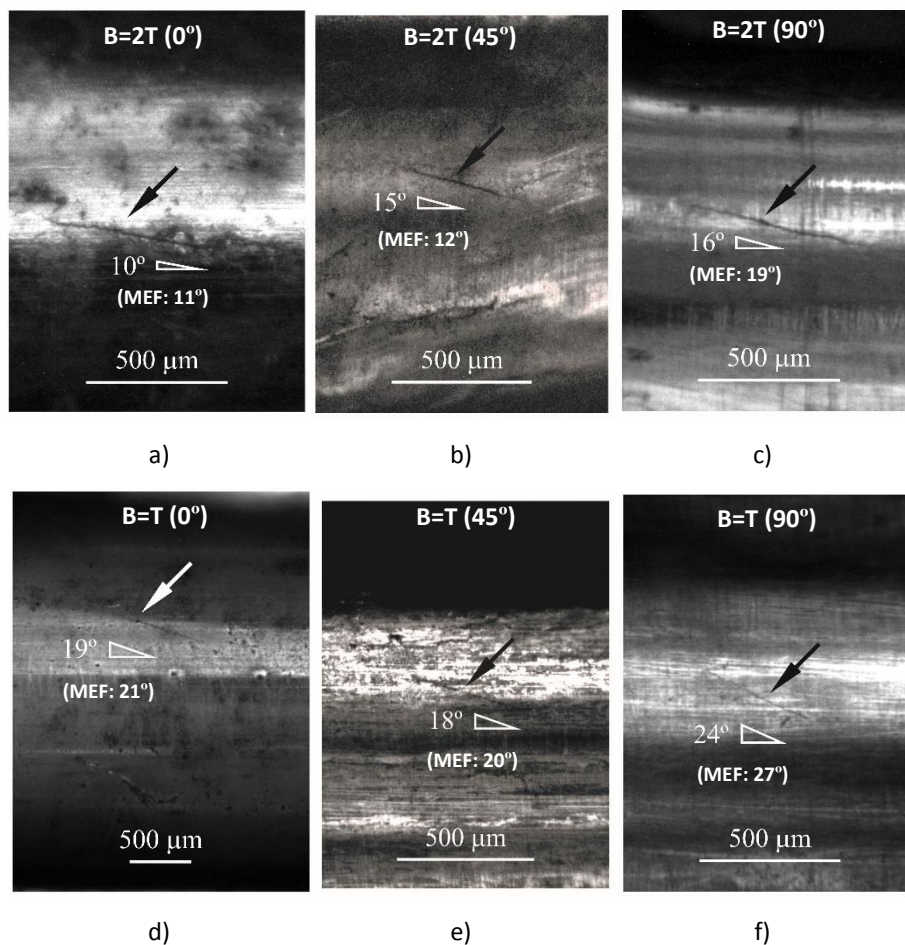 B=2T (0º)
10º
(MEF: 11º)
500 µm
a)
B=2T (45º)
15º
(MEF: 12º)
500 µm
b)
B=2T (90º)
16º
(MEF: 19º)
500 µm
c)
B=T (0º)
19º
(MEF: 21º)
500 µm
d)
B=T (45º)
18º
(MEF: 20º)
500 µm
e)
B=T (90º)
24º
(MEF: 27º)
500 µm
f)